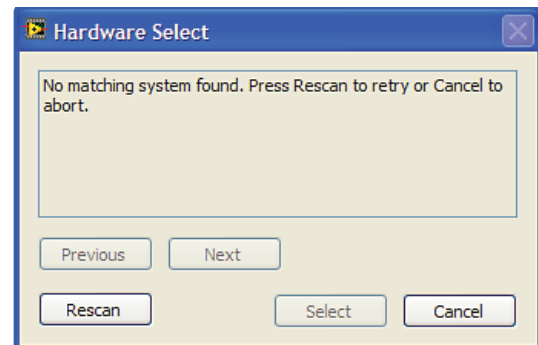 Hardware Select
No matching system found. Press Rescan to retry or Cancel to
abort.
Previous Next
Rescan Select Cancel